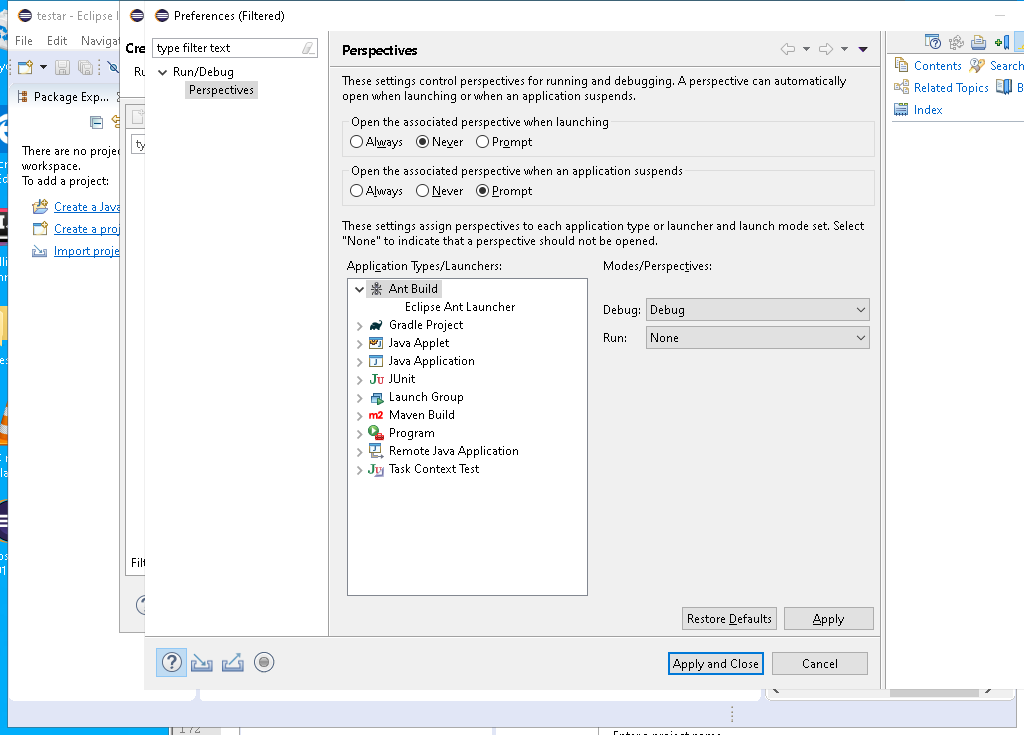 testar - Eclipse I
Preferences (Filtered)
File Edit Navigat
Cre
type filter text
Perspectives
Ru
Run/Debug
Perspectives
These settings control perspectives for running and debugging. A perspective can automatically
open when launching or when an application suspends.
Contents
Search
Related Topics
B
Index
Package Exp...
Open the associated perspective when launching
Always Never Prompt
ty
There are no projec
workspace.
To add a project:
Open the associated perspective when an application suspends
Always Never Prompt
Create a Java
Create a proj
Import proje
These settings assign perspectives to each application type or launcher and launch mode set. Select
"None" to indicate that a perspective should not be opened.
Application Types/Launchers:
Modes/Perspectives:
Ant Build
Eclipse Ant Launcher
Gradle Project
Java Applet
Java Application
JUnit
Launch Group
Maven Build
Program
Remote Java Application
Task Context Test
Debug: Debug
Run: None
Filt
Restore Defaults
Apply
Apply and Close
Cancel
172
Enter a project name